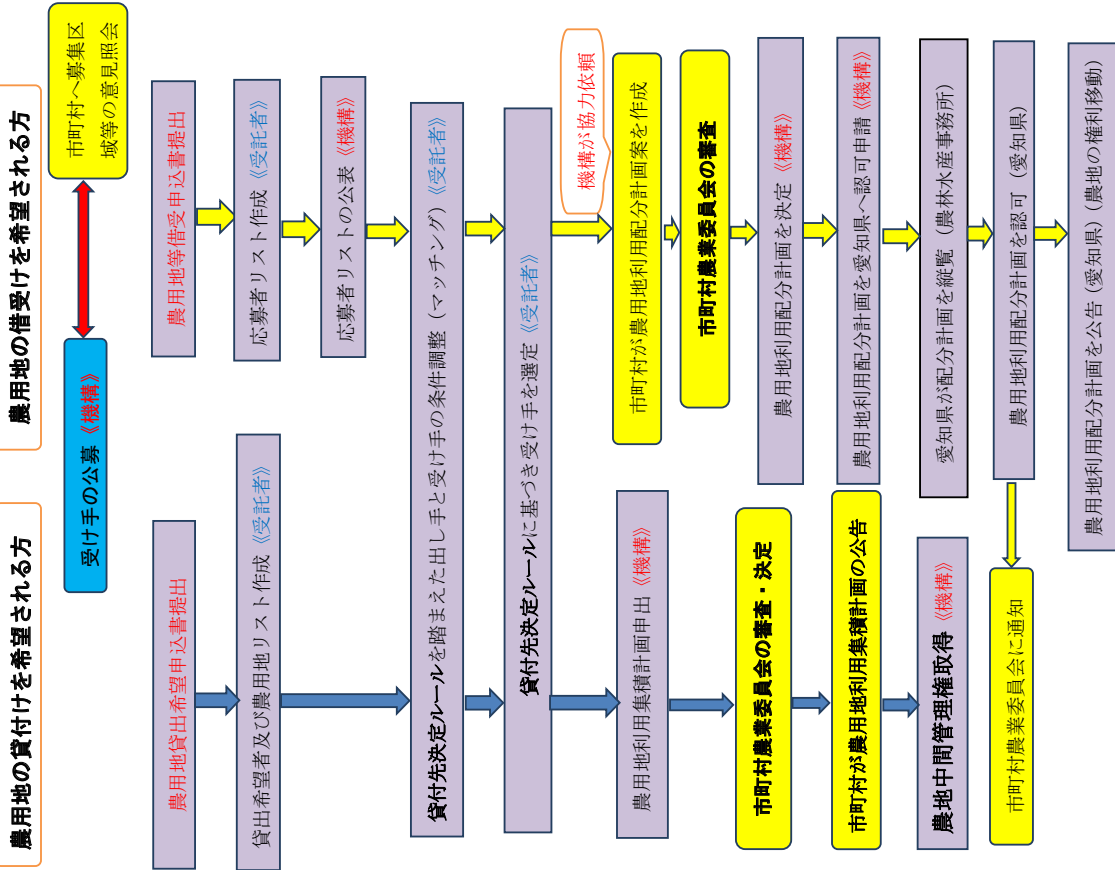 農用地の貸付けを希望される方
農用地の借受けを希望される方
受け手の公募《機構》
市町村へ募集区
域等の意見照会
農用地貸出希望申込書提出
農用地等借受申込書提出
貸出希望者及び農用地リスト作成《受託者》
応募者リスト作成《受託者》
応募者リストの公表《機構》
貸付先決定ルールを踏まえた出し手と受け手の条件調整（マッチング）《受託者》
貸付先決定ルールに基づき受け手を選定《受託者》
機構が協力依頼
農用地利用集積計画申出《機構》
市町村が農用地利用配分計画案を作成
市町村農業委員会の審査
市町村農業委員会の審査・決定
農用地利用配分計画を決定《機構》
市町村が農用地利用集積計画の公告
農用地利用配分計画を愛知県へ認可申請《機構》
農地中間管理権取得《機構》
愛知県が配分計画を縦覧（農林水産事務所）
市町村農業委員会に通知
農用地利用配分計画を認可（愛知県）
農用地利用配分計画を公告（愛知県）（農地の権利移動）